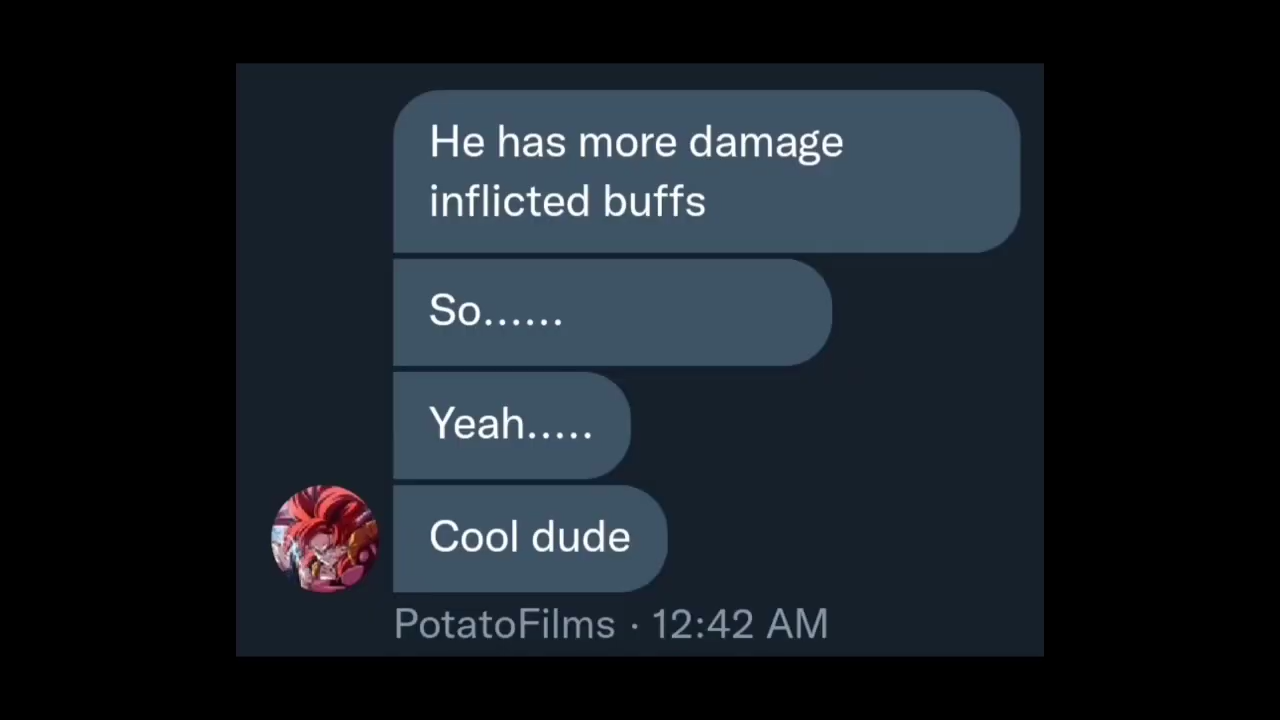 He has more damage
inflicted buffs
So......
Yeah.....
Cool dude
PotatoFilms · 12:42 AM